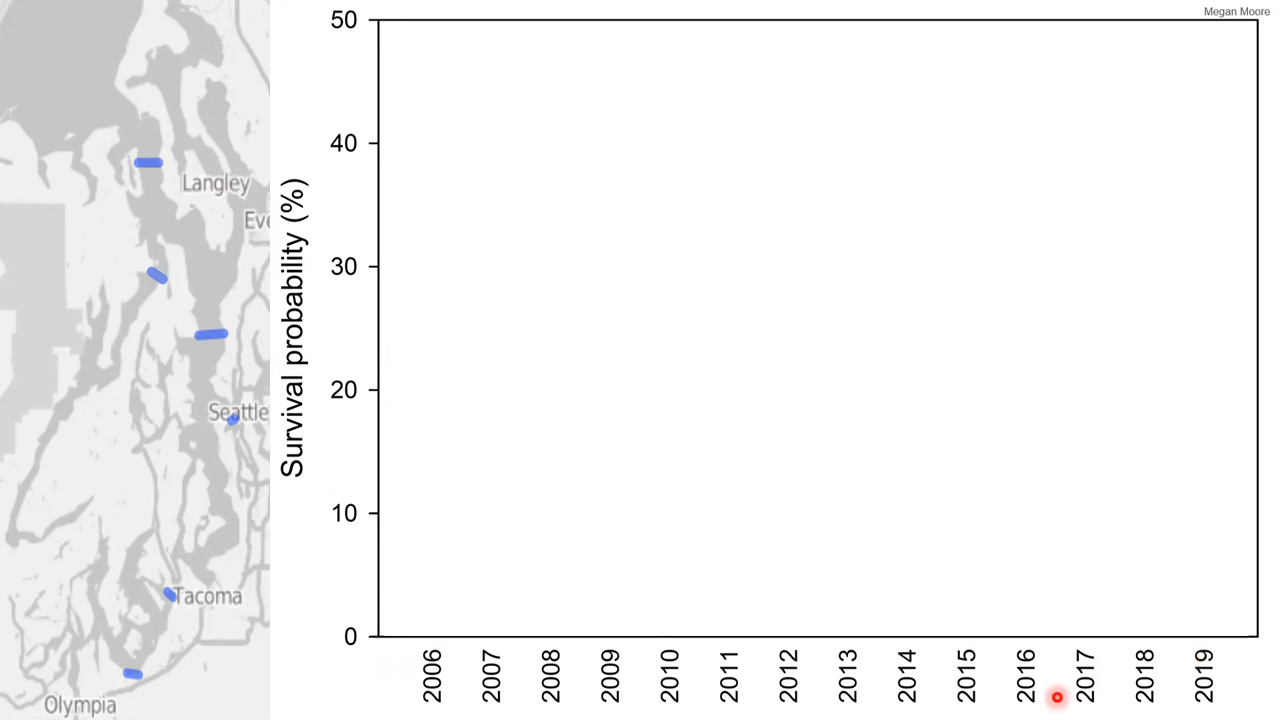 Megan Moore
Langley
Eve
Seattle
Tacoma
Olympia
Survival probability (%)
50
40
30
20
10
0
2006
2007
2008
2009
2010
2011
2012
2013
2014
2015
2016
2017
2018
2019